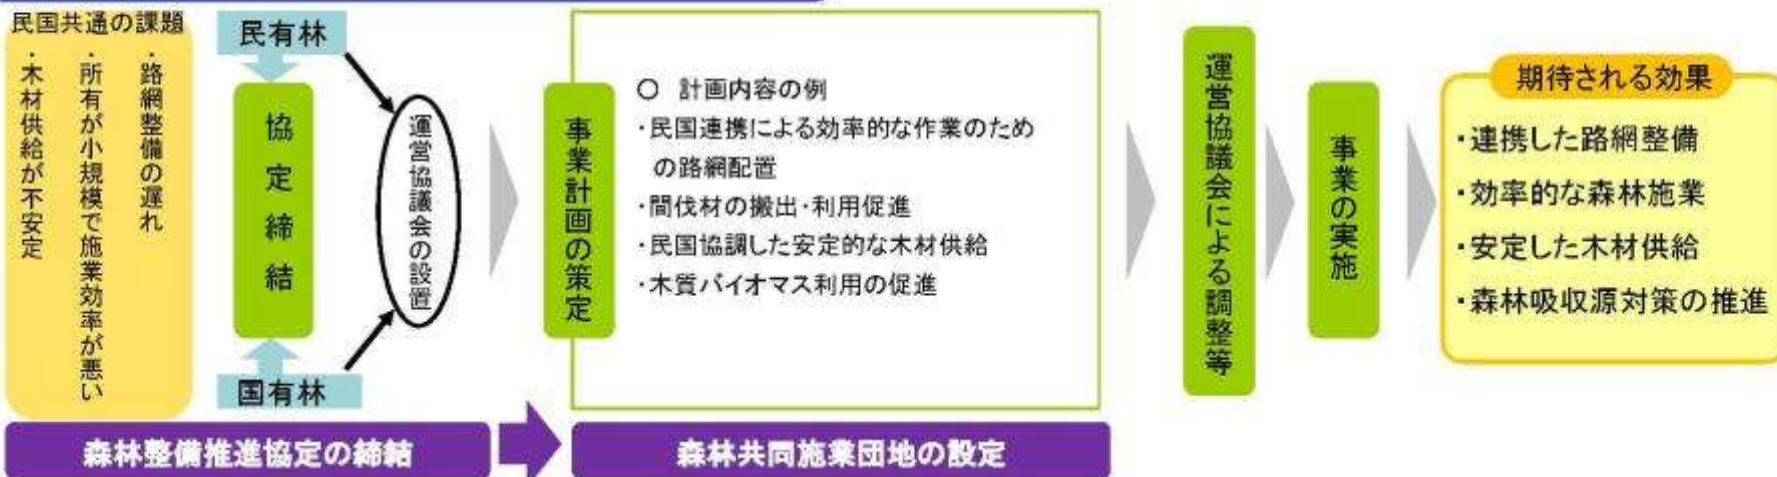 民国共通の課題
・路網整備の遅れ
・所有が小規模で施業効率が悪い
・木材供給が不安定
民有林
協定締結
国有林
運営協議会の設置
森林整備推進協定の締結
事業計画の策定
〇 計画内容の例
・民国連携による効率的な作業のため
の路網配置
・間伐材の搬出・利用促進
・民国協調した安定的な木材供給
・木質バイオマス利用の促進
森林共同施業団地の設定
運営協議会による調整等
事業の実施
期待される効果
・連携した路網整備
・効率的な森林施業
・安定した木材供給
・森林吸収源対策の推進